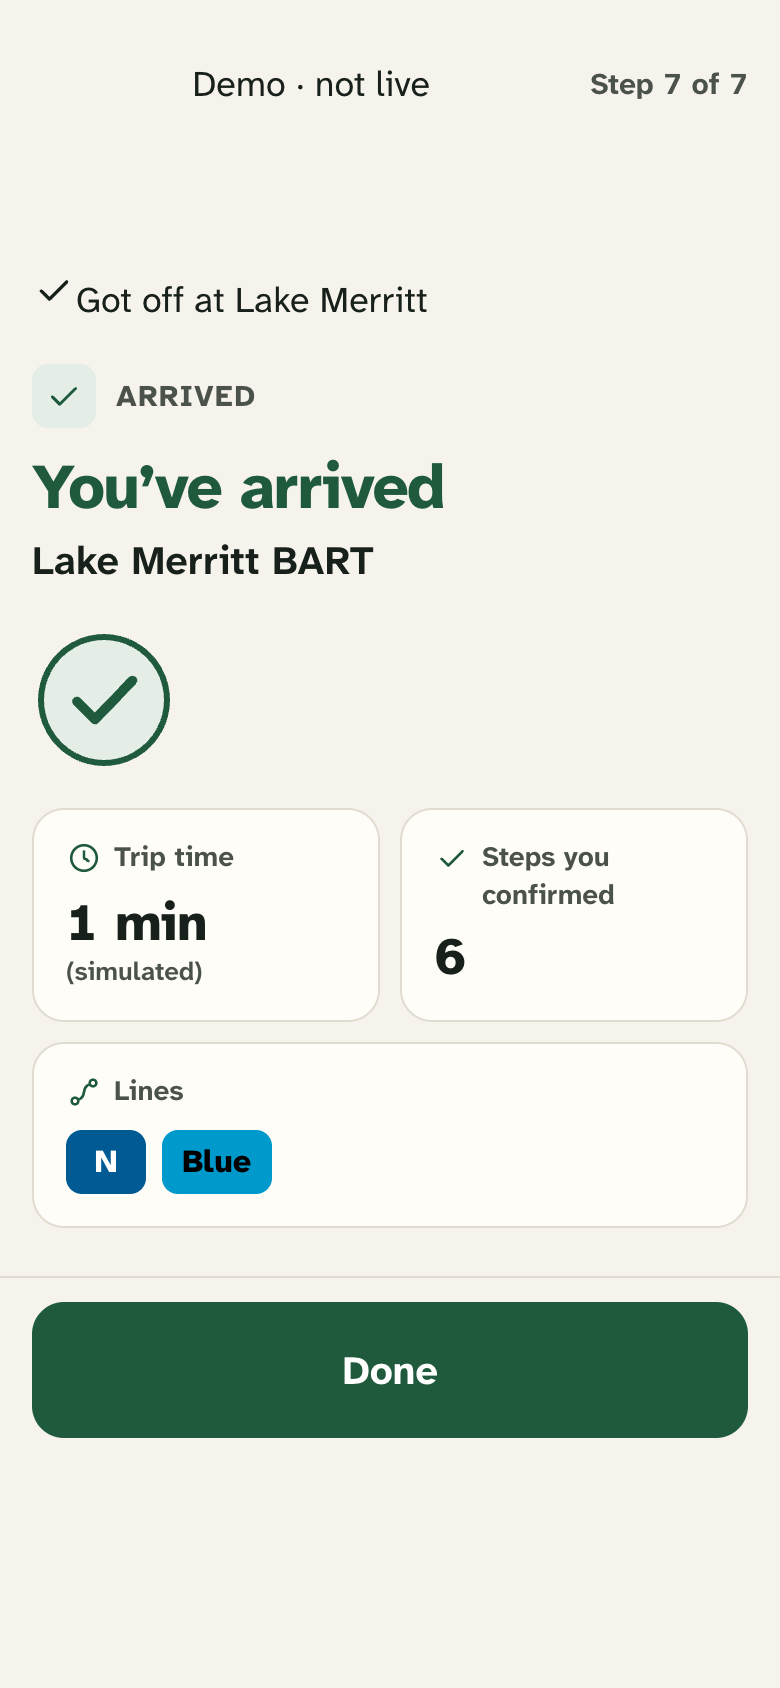 Demo · not live
Step 7 of 7
Got off at Lake Merritt
ARRIVED
You’ve arrived
Lake Merritt BART
Trip time
1 min
(simulated)
Steps you
confirmed
6
Lines
N
Blue
Done